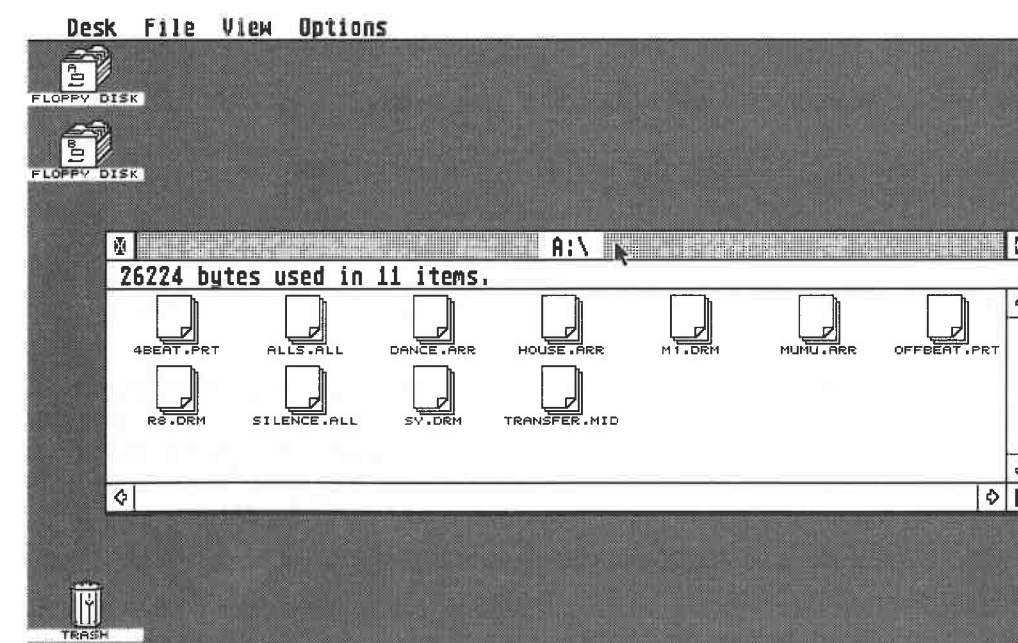 Desk File View Options
A
FLOPPY DISK
B
FLOPPY DISK
A:\
26224 bytes used in 11 items.
4BEAT.PRT ALLS.ALL DANCE.ARR HOUSE.ARR M1.DRM MUMU.ARR OFFBEAT.PRT
R8.DRM SILENCE.ALL SY.DRM TRANSFER.MID
TRASH